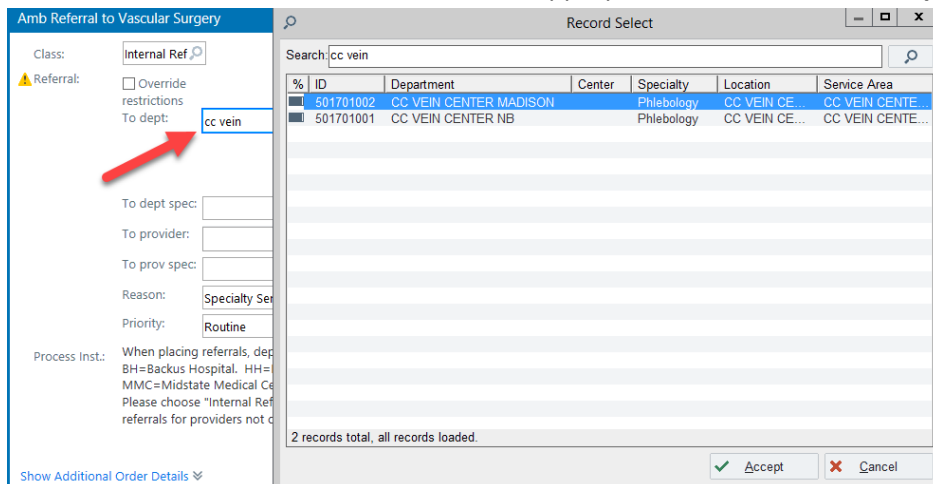 Amb Referral to Vascular Surgery
Class: Internal Ref
Referral: Override
restrictions
To dept: cc vein
To dept spec:
To provider:
To prov spec:
Reason: Specialty Ser
Priority: Routine
Process Inst.: When placing referrals, dep
BH=Backus Hospital. HH=
MMC=Midstate Medical Ce
Please choose "Internal Ref
referrals for providers not c
Show Additional Order Details
Record Select
Search: cc vein
% ID Department Center Specialty Location Service Area
501701002 CC VEIN CENTER MADISON Phlebology CC VEIN CE... CC VEIN CENTE...
501701001 CC VEIN CENTER NB Phlebology CC VEIN CE... CC VEIN CENTE...
2 records total, all records loaded.
Accept Cancel